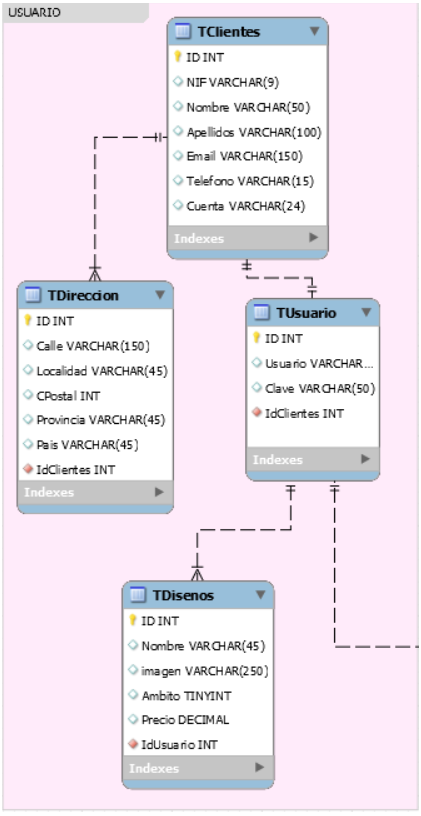 USUARIO
TClientes
ID INT
NIF VARCHAR(9)
Nombre VARCHAR(50)
Apellidos VARCHAR(100)
Email VARCHAR(150)
Telefono VARCHAR(15)
Cuenta VARCHAR(24)
Indexes
TDireccion
ID INT
Calle VARCHAR(150)
Localidad VARCHAR(45)
CPostal INT
Provincia VARCHAR(45)
Pais VARCHAR(45)
IdClientes INT
Indexes
TUsuario
ID INT
Usuario VARCHAR...
Clave VARCHAR(50)
IdClientes INT
Indexes
TDisenos
ID INT
Nombre VARCHAR(45)
imagen VARCHAR(250)
Ambito TINYINT
Precio DECIMAL
IdUsuario INT
Indexes